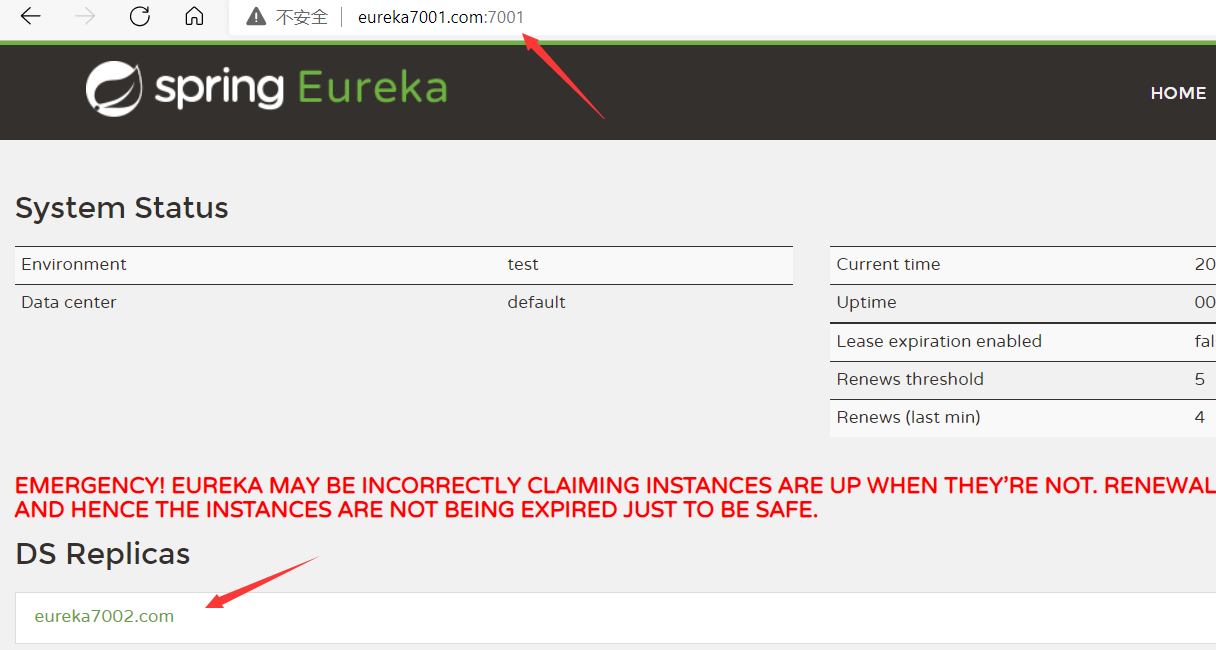 不安全 eureka7001.com:7001
spring Eureka
HOME
System Status
Environment test
Data center default
Current time 20
Uptime 00
Lease expiration enabled fal
Renews threshold 5
Renews (last min) 4
EMERGENCY! EUREKA MAY BE INCORRECTLY CLAIMING INSTANCES ARE UP WHEN THEY'RE NOT. RENEWAL
AND HENCE THE INSTANCES ARE NOT BEING EXPIRED JUST TO BE SAFE.
DS Replicas
eureka7002.com